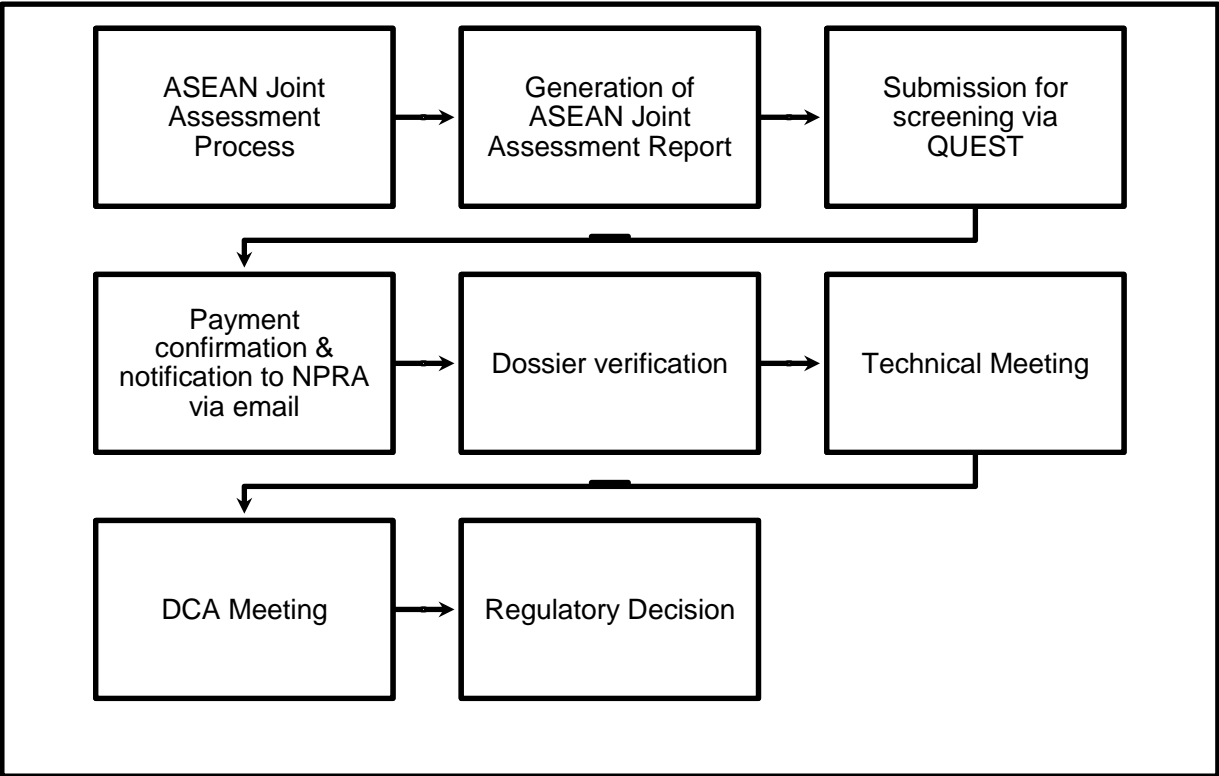 ASEAN Joint
Assessment
Process
Generation of
ASEAN Joint
Assessment Report
Submission for
screening via
QUEST
Payment
confirmation &
notification to NPRA
via email
Dossier verification
Technical Meeting
DCA Meeting
Regulatory Decision